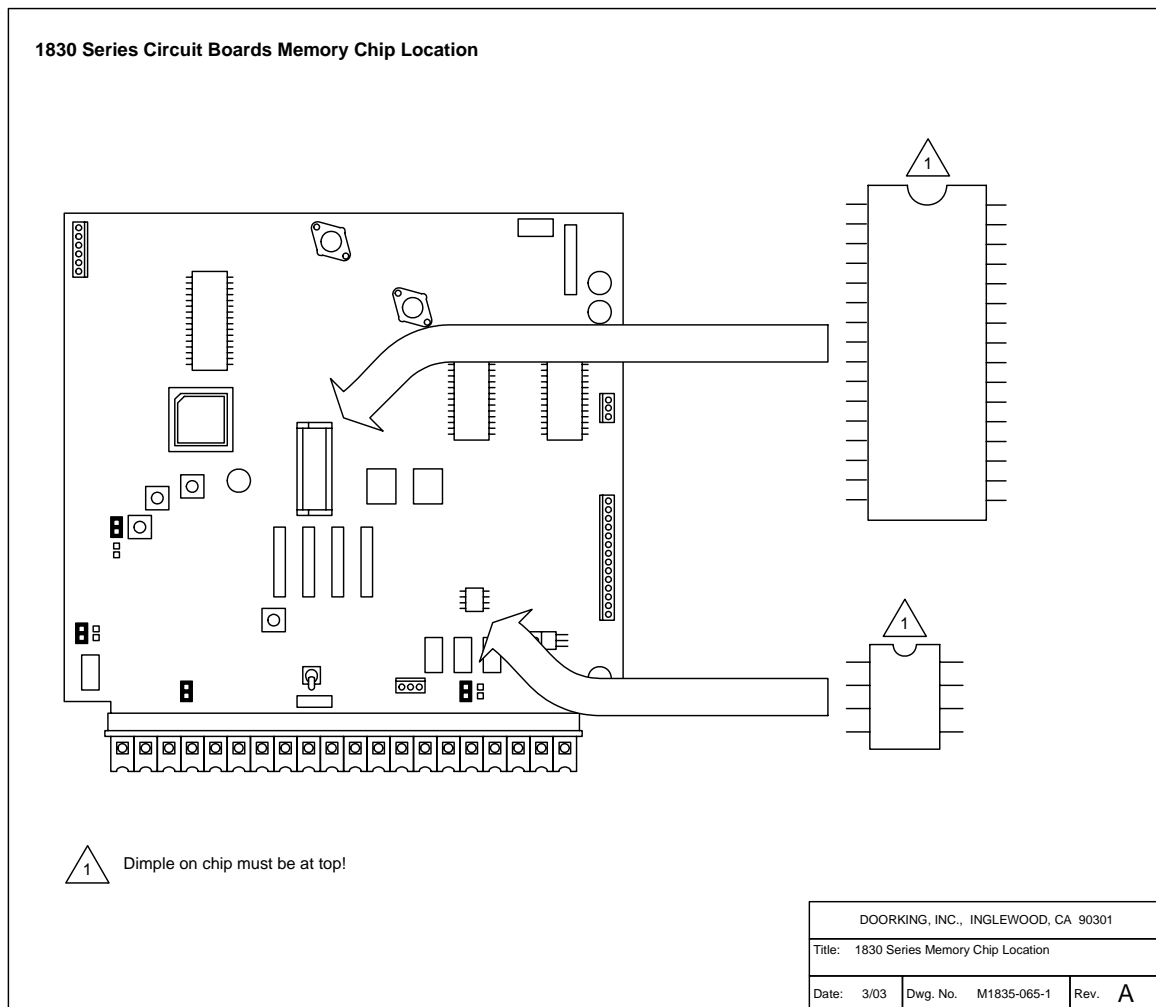 1830 Series Circuit Boards Memory Chip Location
1
1
1 Dimple on chip must be at top!
DOORKING, INC., INGLEWOOD, CA 90301
Title: 1830 Series Memory Chip Location
Date: 3/03 Dwg. No. M1835-065-1 Rev. A